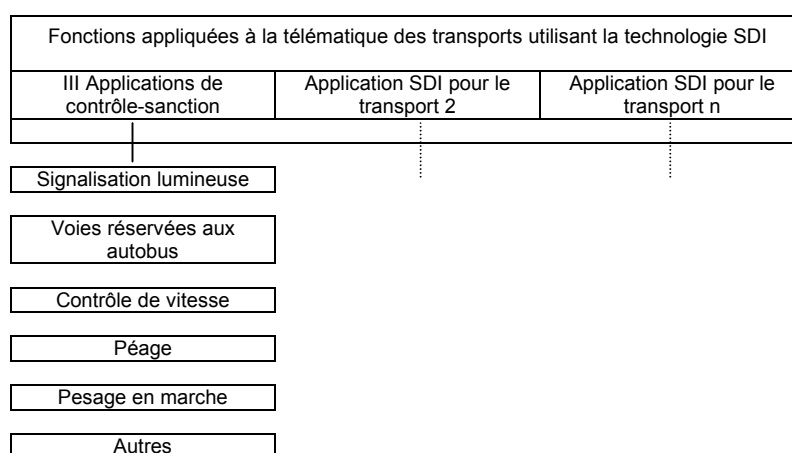 Fonctions appliquées à la télématique des transports utilisant la technologie SDI
III Applications de
contrôle-sanction
Application SDI pour le
transport 2
Application SDI pour le
transport n
Signalisation lumineuse
Voies réservées aux
autobus
Contrôle de vitesse
Péage
Pesage en marche
Autres